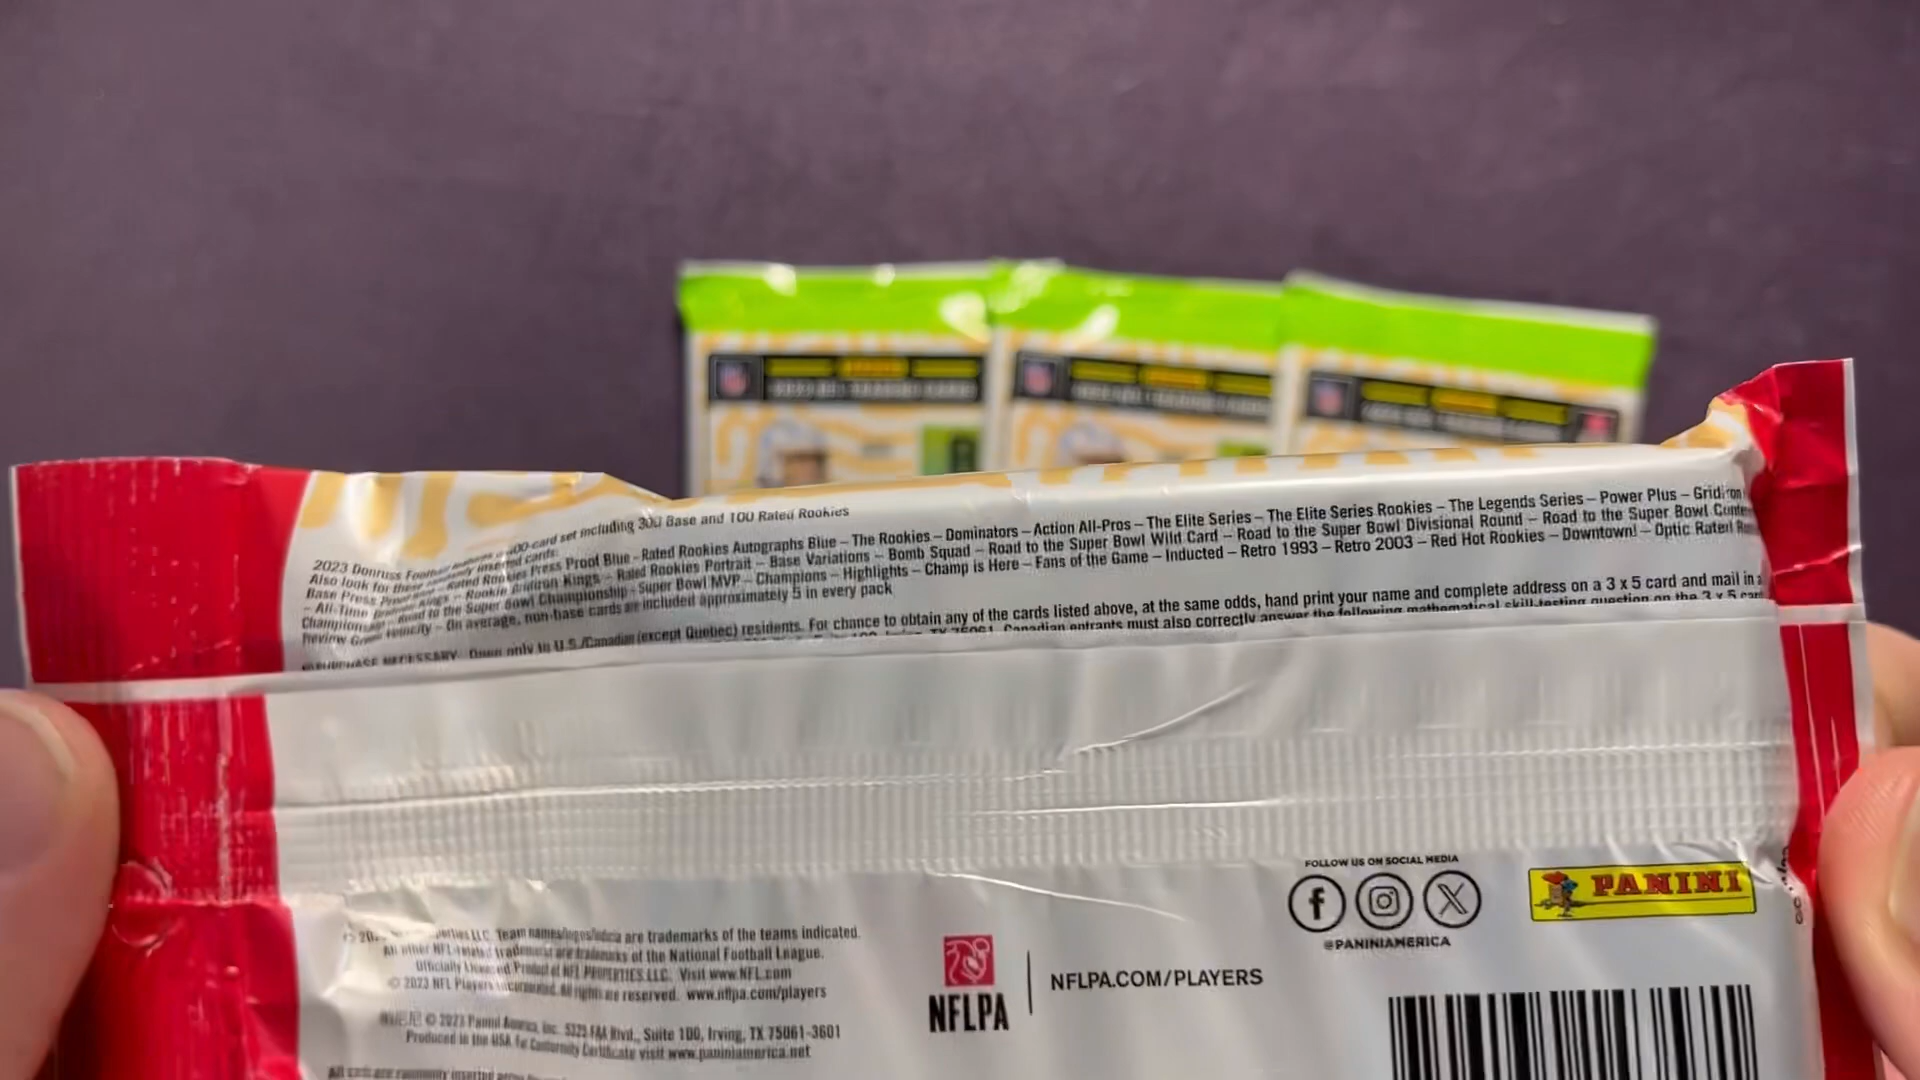 2023 Donruss Football features a 400-card set including 300 Base and 100 Rated Rookies
Also look for these randomly inserted cards:
Base Press Proof Blue – Rated Rookies Press Proof Blue – Rated Rookies Autographs Blue – The Rookies – Dominators – Action All-Pros – The Elite Series – The Elite Series Rookies – The Legends Series – Power Plus – Gridiron
– All-Time Gridiron Kings – Rookie Gridiron Kings – Rated Rookies Portrait – Base Variations – Bomb Squad – Road to the Super Bowl Wild Card – Road to the Super Bowl Divisional Round – Road to the Super Bowl
Championship – Road to the Super Bowl Championship – Super Bowl MVP – Champions – Highlights – Champ is Here – Fans of the Game – Inducted – Retro 1993 – Retro 2003 – Red Hot Rookies – Downtown! – Optic Rated
Preview Green Velocity – On average, non-base cards are included approximately 5 in every pack
PURCHASE NECESSARY. Open only to U.S./Canadian (except Quebec) residents. For chance to obtain any of the cards listed above, at the same odds, hand print your name and complete address on a 3 x 5 card and mail in a
TX 75061. Canadian entrants must also correctly answer the following mathematical skill-testing question on the 3 x 5 card
FOLLOW US ON SOCIAL MEDIA
PANINI
@PANINIAMERICA
LLC. Team names/logos/indicia are trademarks of the teams indicated.
All other NFL-related trademarks are trademarks of the National Football League.
Officially Licensed Product of NFL PROPERTIES LLC. Visit www.NFL.com
© 2023 NFL Players Incorporated. All rights are reserved. www.nflpa.com/players
© 2023 Panini America, Inc. 5325 FAA Blvd., Suite 100, Irving, TX 75061-3601
Produced in the USA. For Conformity Certificate visit www.paniniamerica.net
All cards are randomly inserted
NFLPA
NFLPA.COM/PLAYERS